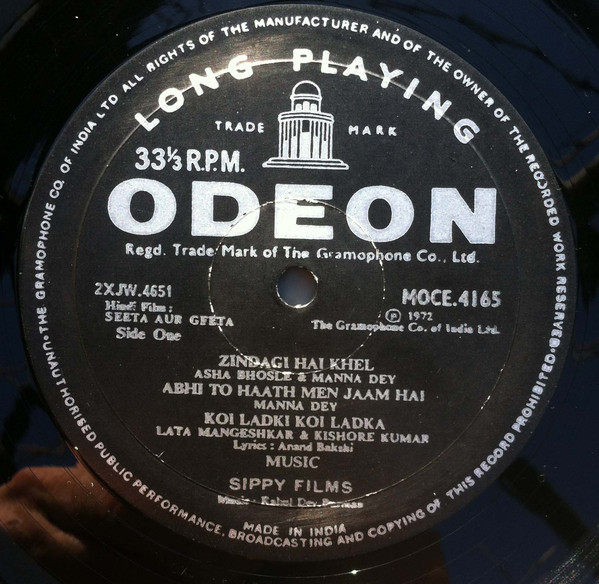 UNAUTHORISED PUBLIC PERFORMANCE, BROADCASTING AND COPYING OF THIS RECORD PROHIBITED·THE GRAMOPHONE CO. OF INDIA LTD ALL RIGHTS OF THE MANUFACTURER AND OF THE OWNER OF THE RECORDED WORK RESERVED·
LONG PLAYING
TRADE MARK
33⅓ R.P.M.
ODEON
Regd. Trade Mark of The Gramophone Co., Ltd.
2XJW.4651
MOCE.4165
Hindi Film :
SEETA AUR GEETA
Side One
℗ 1972
The Gramophone Co. of India Ltd.
ZINDAGI HAI KHEL
ASHA BHOSLE & MANNA DEY
ABHI TO HAATH MEN JAAM HAI
MANNA DEY
KOI LADKI KOI LADKA
LATA MANGESHKAR & KISHORE KUMAR
Lyrics : Anand Bakshi
MUSIC
SIPPY FILMS
Dev
MADE IN INDIA